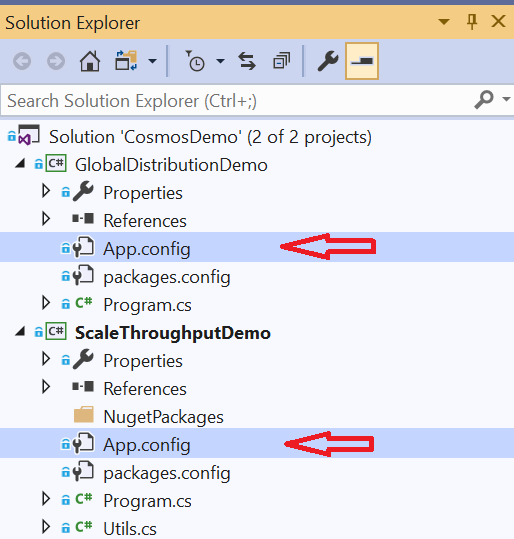 Solution Explorer
Search Solution Explorer (Ctrl+;)
Solution 'CosmosDemo' (2 of 2 projects)
C# GlobalDistributionDemo
Properties
References
App.config
packages.config
C# Program.cs
C# ScaleThroughputDemo
Properties
References
NugetPackages
App.config
packages.config
C# Program.cs
C# Utils.cs